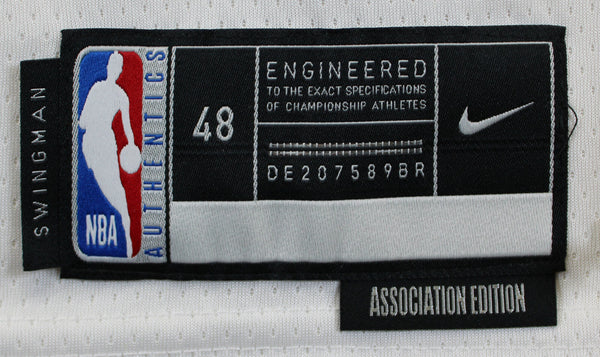 SWINGMAN
NBA
AUTHENTICS
48
ENGINEERED
TO THE EXACT SPECIFICATIONS
OF CHAMPIONSHIP ATHLETES
DE207589BR
ASSOCIATION EDITION